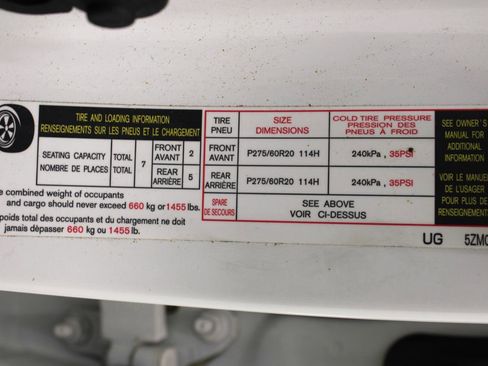 TIRE AND LOADING INFORMATION
RENSEIGNEMENTS SUR LES PNEUS ET LE CHARGEMENT
SEATING CAPACITY TOTAL 7 FRONT 2
NOMBRE DE PLACES TOTAL AVANT
REAR 5
ARRIÈRE
combined weight of occupants
and cargo should never exceed 660 kg or 1455 lbs.
poids total des occupants et du chargement ne doit
jamais dépasser 660 kg ou 1455 lb.
TIRE SIZE COLD TIRE PRESSURE
PNEU DIMENSIONS PRESSION DES
PNEUS À FROID
FRONT P275/60R20 114H 240kPa , 35PSI
AVANT
REAR P275/60R20 114H 240kPa , 35PSI
ARRIÈRE
SPARE SEE ABOVE
DE SECOURS VOIR CI-DESSUS
SEE OWNER'S
MANUAL FOR
ADDITIONAL
INFORMATION
VOIR LE MANUEL
DE L'USAGER
POUR PLUS DE
RENSEIGNEMENTS
UG 5ZMC